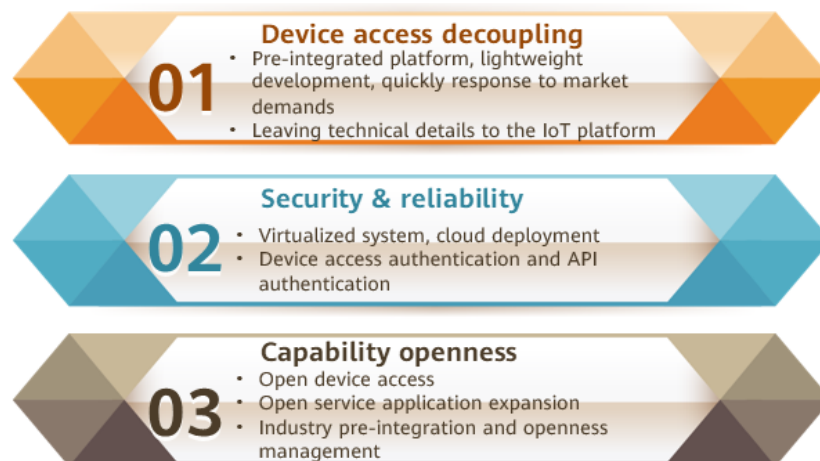 Device access decoupling
01
• Pre-integrated platform, lightweight
development, quickly response to market
demands
• Leaving technical details to the IoT platform
Security & reliability
02
• Virtualized system, cloud deployment
• Device access authentication and API
authentication
Capability openness
03
• Open device access
• Open service application expansion
• Industry pre-integration and openness
management